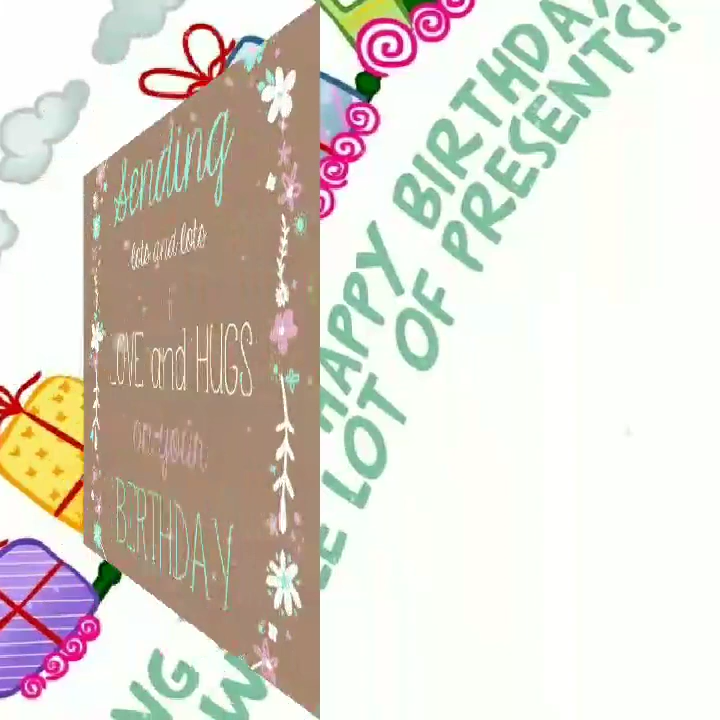 Sending
lots and lots
of
LOVE and HUGS
on your
BIRTHDAY
HAPPY BIRTHDAY
LOT OF PRESENTS!